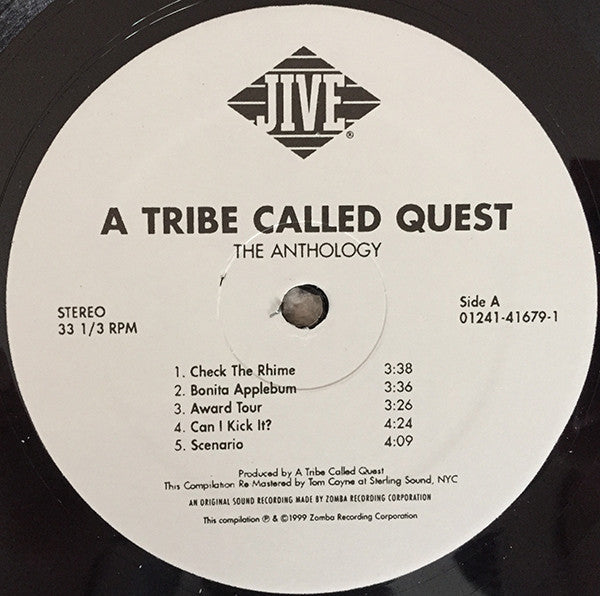 JIVE®
A TRIBE CALLED QUEST
THE ANTHOLOGY
STEREO
33 1/3 RPM
Side A
01241-41679-1
1. Check The Rhime 3:38
2. Bonita Applebum 3:36
3. Award Tour 3:26
4. Can I Kick It? 4:24
5. Scenario 4:09
Produced by A Tribe Called Quest
This Compilation Re Mastered by Tom Coyne at Sterling Sound, NYC
AN ORIGINAL SOUND RECORDING MADE BY ZOMBA RECORDING CORPORATION
This compilation ℗ & ©1999 Zomba Recording Corporation